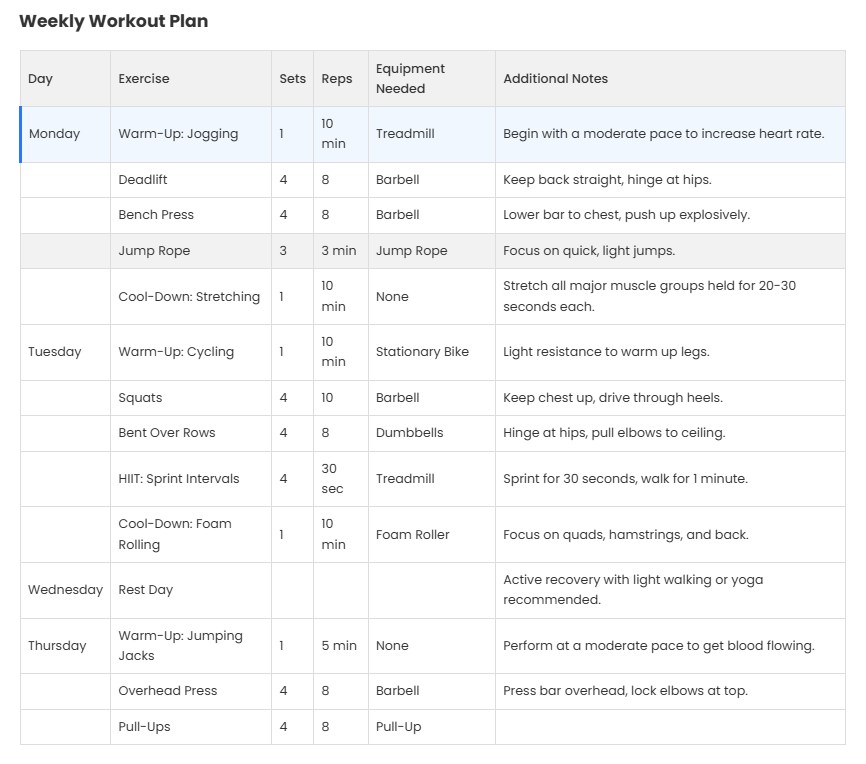 Weekly Workout Plan
Day Exercise Sets Reps Equipment Needed Additional Notes
Monday Warm-Up: Jogging 1 10 min Treadmill Begin with a moderate pace to increase heart rate.
Deadlift 4 8 Barbell Keep back straight, hinge at hips.
Bench Press 4 8 Barbell Lower bar to chest, push up explosively.
Jump Rope 3 3 min Jump Rope Focus on quick, light jumps.
Cool-Down: Stretching 1 10 min None Stretch all major muscle groups held for 20-30 seconds each.
Tuesday Warm-Up: Cycling 1 10 min Stationary Bike Light resistance to warm up legs.
Squats 4 10 Barbell Keep chest up, drive through heels.
Bent Over Rows 4 8 Dumbbells Hinge at hips, pull elbows to ceiling.
HIIT: Sprint Intervals 4 30 sec Treadmill Sprint for 30 seconds, walk for 1 minute.
Cool-Down: Foam Rolling 1 10 min Foam Roller Focus on quads, hamstrings, and back.
Wednesday Rest Day Active recovery with light walking or yoga recommended.
Thursday Warm-Up: Jumping Jacks 1 5 min None Perform at a moderate pace to get blood flowing.
Overhead Press 4 8 Barbell Press bar overhead, lock elbows at top.
Pull-Ups 4 8 Pull-Up